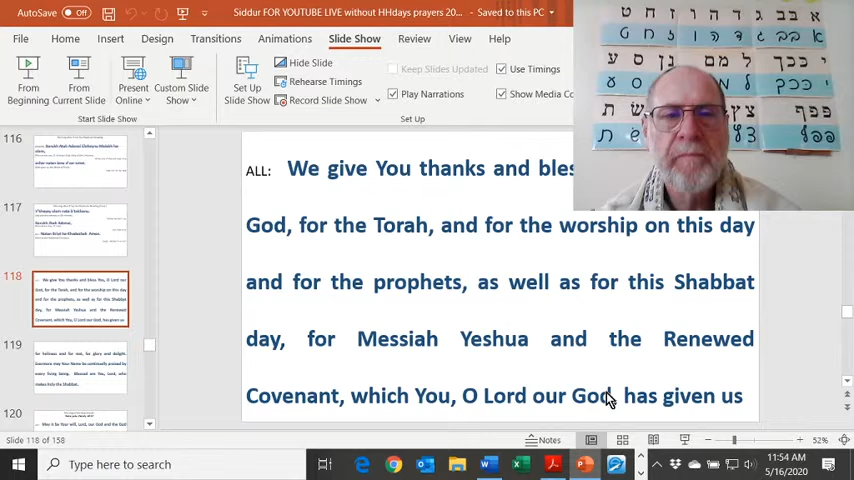 AutoSave Off
Siddur FOR YOUTUBE LIVE without HHdays prayers 20... - Saved to this PC
File Home Insert Design Transitions Animations Slide Show Review View Help
From Beginning
From Current Slide
Present Online
Custom Slide Show
Set Up Slide Show
Hide Slide
Rehearse Timings
Record Slide Show
Keep Slides Updated
Play Narrations
Use Timings
Show Media Co
Start Slide Show
Set Up
א ב ג ד ה ו ז ח ט
116
117
118
119
120
ALL: We give You thanks and bles
God, for the Torah, and for the worship on this day
and for the prophets, as well as for this Shabbat
day, for Messiah Yeshua and the Renewed
Covenant, which You, O Lord our God, has given us
Slide 118 of 158
Notes
52%
Type here to search
11:54 AM
5/16/2020